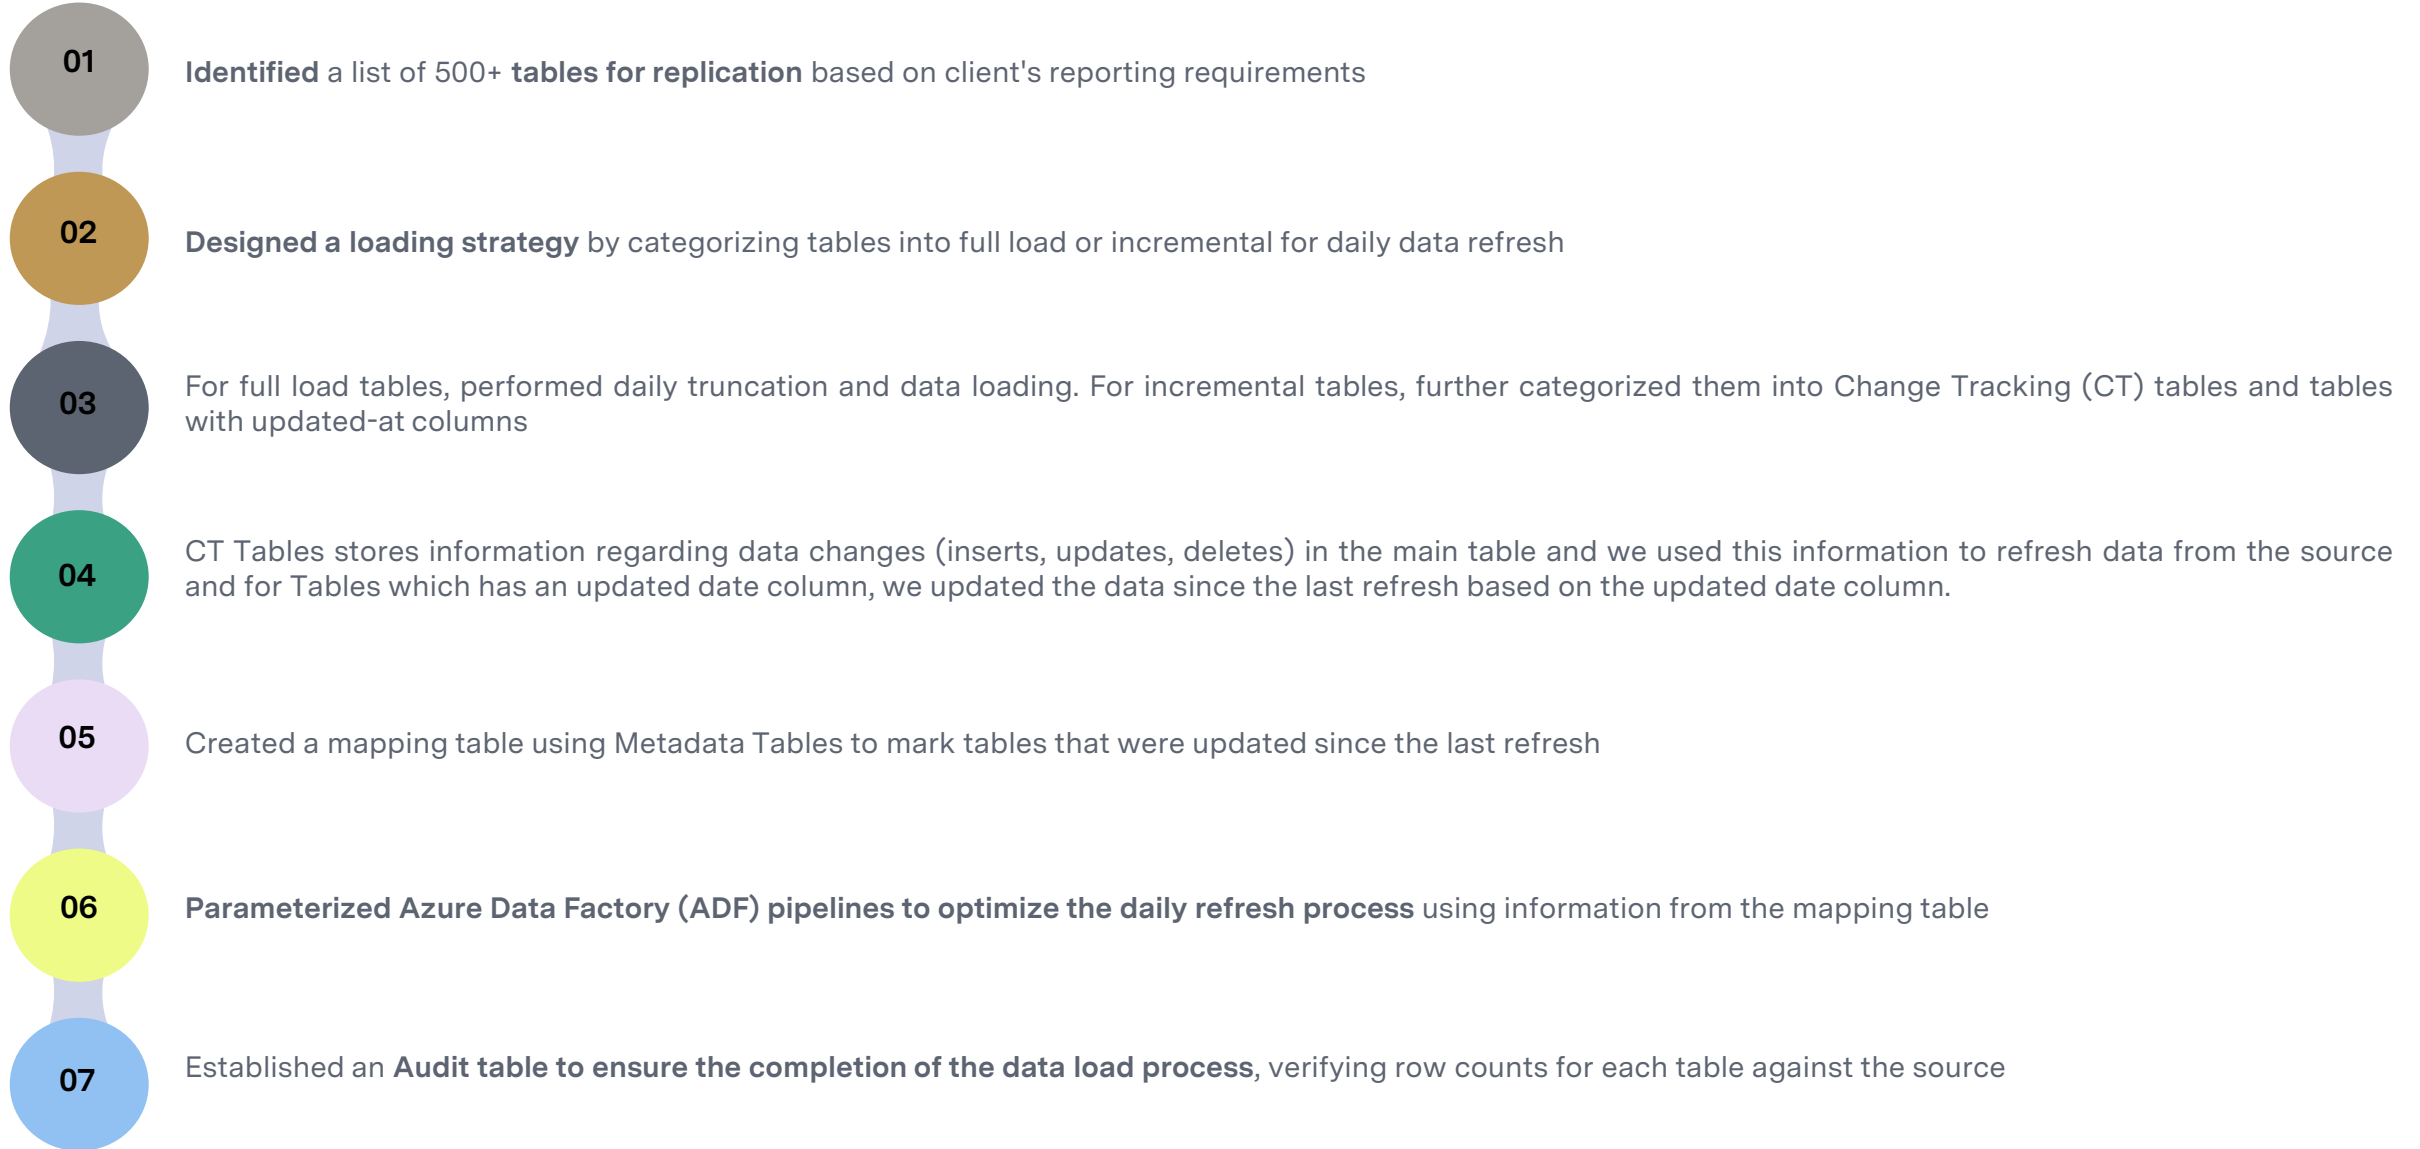 01
Identified a list of 500+ tables for replication based on client's reporting requirements
02
Designed a loading strategy by categorizing tables into full load or incremental for daily data refresh
03
For full load tables, performed daily truncation and data loading. For incremental tables, further categorized them into Change Tracking (CT) tables and tables
with updated-at columns
04
CT Tables stores information regarding data changes (inserts, updates, deletes) in the main table and we used this information to refresh data from the source
and for Tables which has an updated date column, we updated the data since the last refresh based on the updated date column.
05
Created a mapping table using Metadata Tables to mark tables that were updated since the last refresh
06
Parameterized Azure Data Factory (ADF) pipelines to optimize the daily refresh process using information from the mapping table
07
Established an Audit table to ensure the completion of the data load process, verifying row counts for each table against the source